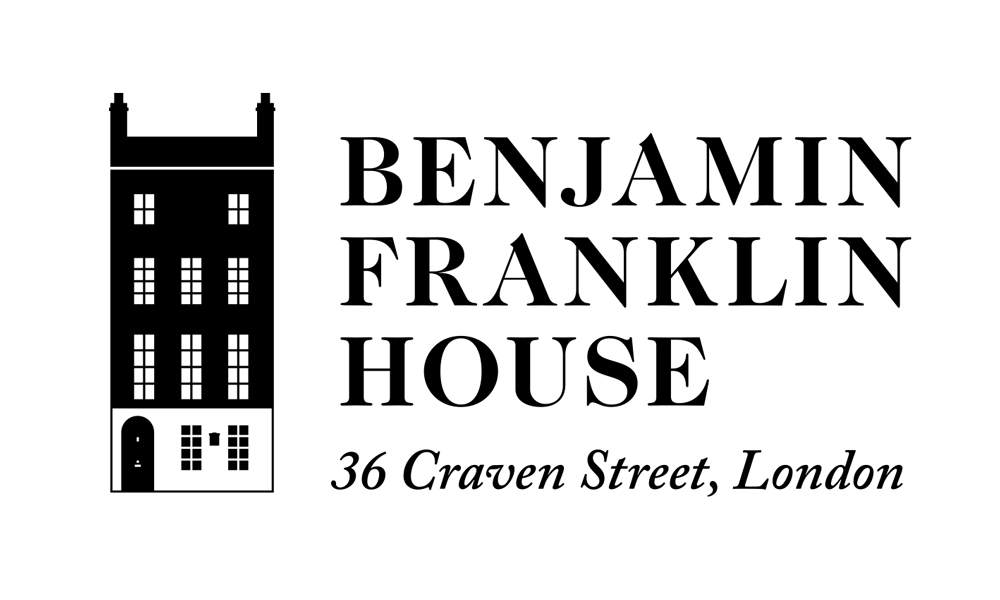 BENJAMIN
FRANKLIN
HOUSE
36 Craven Street, London